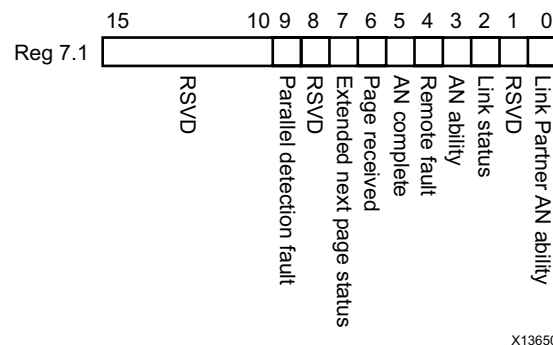 15 10 9 8 7 6 5 4 3 2 1 0
Reg 7.1
RSVD
Parallel detection fault
RSVD
Extended next page status
Page received
AN complete
Remote fault
AN ability
Link status
RSVD
Link Partner AN ability
X13650